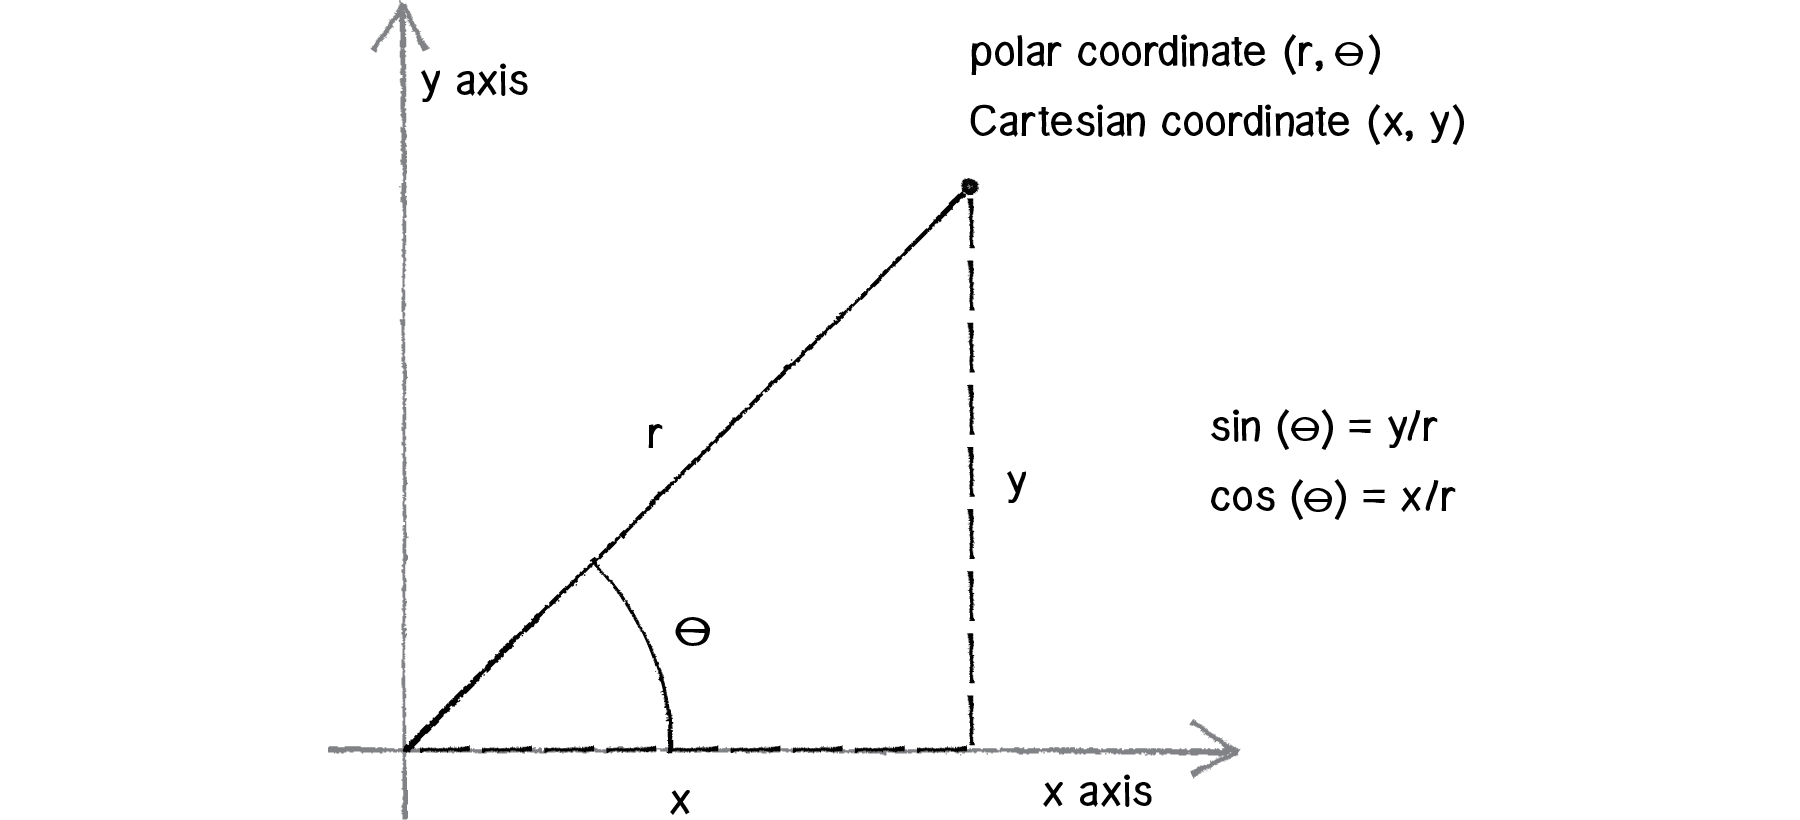 y axis
polar coordinate (r, Θ)
Cartesian coordinate (x, y)
r
y
sin (Θ) = y/r
cos (Θ) = x/r
Θ
x
x axis